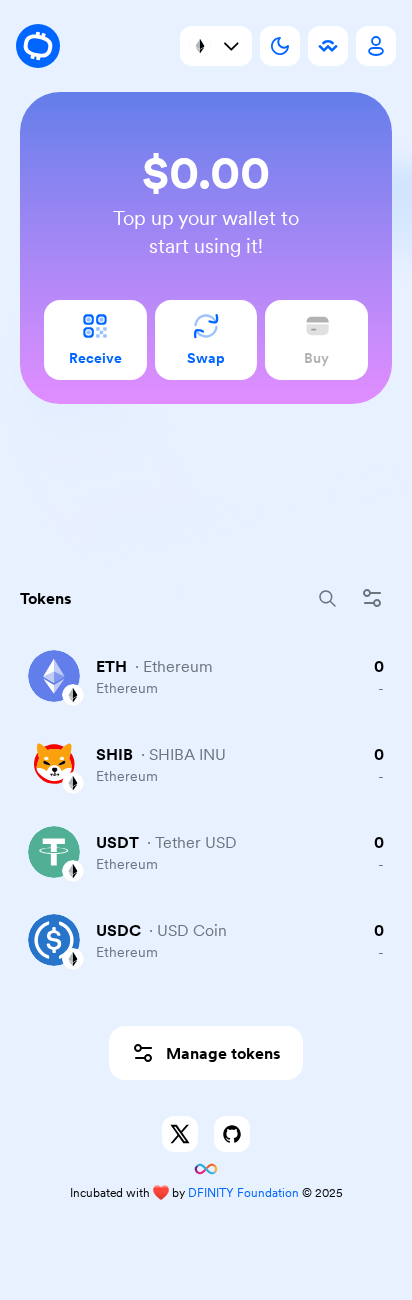 $0.00
Top up your wallet to
start using it!
Receive
Swap
Buy
Tokens
ETH · Ethereum 0
Ethereum -
SHIB · SHIBA INU 0
Ethereum -
USDT · Tether USD 0
Ethereum -
USDC · USD Coin 0
Ethereum -
Manage tokens
Incubated with ❤️ by DFINITY Foundation © 2025